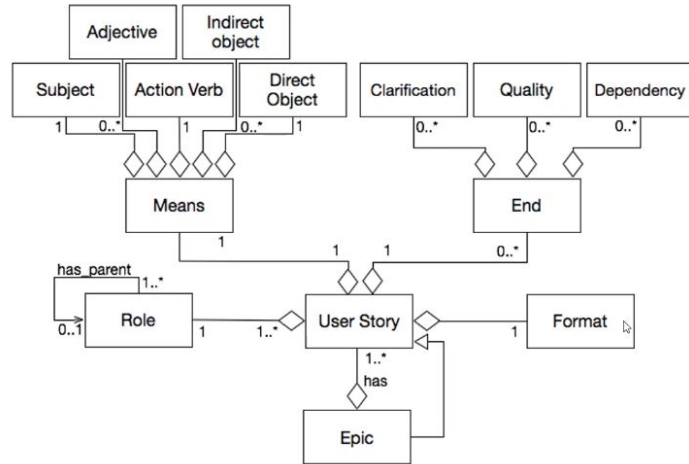 Adjective
Indirect
object
Subject
Action Verb
Direct
Object
Clarification
Quality
Dependency
1
0..*
1
0..*
1
0..*
0..*
0..*
Means
End
1
1
1
0..*
has_parent
1..*
0..1
Role
1
1..*
User Story
1
Format
1..*
has
Epic